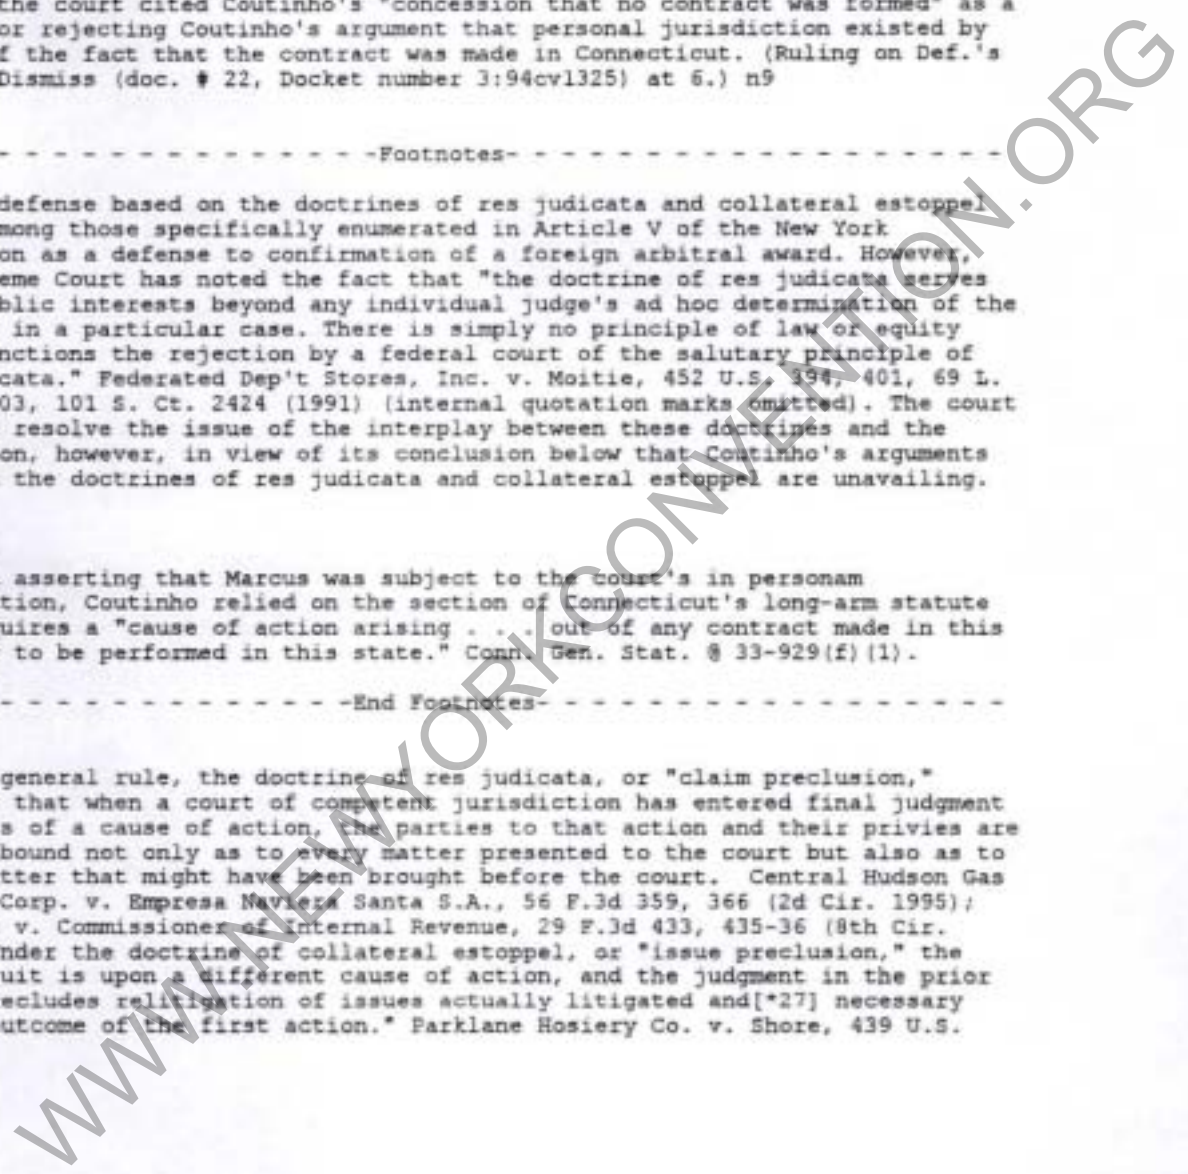 the court cited Coutinho's "concession that no contract was formed" as a
or rejecting Coutinho's argument that personal jurisdiction existed by
f the fact that the contract was made in Connecticut. (Ruling on Def.'s
Dismiss (doc. # 22, Docket number 3:94cv1325) at 6.) n9
- - - - - - - - - - - - - - -Footnotes- - - - - - - - - - - - - - - - - -
defense based on the doctrines of res judicata and collateral estoppel
mong those specifically enumerated in Article V of the New York
on as a defense to confirmation of a foreign arbitral award. However,
eme Court has noted the fact that "the doctrine of res judicata serves
blic interests beyond any individual judge's ad hoc determination of the
in a particular case. There is simply no principle of law or equity
nctions the rejection by a federal court of the salutary principle of
cata." Federated Dep't Stores, Inc. v. Moitie, 452 U.S. 394, 401, 69 L.
03, 101 S. Ct. 2424 (1991) (internal quotation marks omitted). The court
resolve the issue of the interplay between these doctrines and the
on, however, in view of its conclusion below that Coutinho's arguments
the doctrines of res judicata and collateral estoppel are unavailing.
asserting that Marcus was subject to the court's in personam
tion, Coutinho relied on the section of Connecticut's long-arm statute
uires a "cause of action arising . . . out of any contract made in this
to be performed in this state." Conn. Gen. Stat. @ 33-929(f)(1).
- - - - - - - - - - - - - -End Footnotes- - - - - - - - - - - - - - - - -
general rule, the doctrine of res judicata, or "claim preclusion,"
that when a court of competent jurisdiction has entered final judgment
s of a cause of action, the parties to that action and their privies are
bound not only as to every matter presented to the court but also as to
tter that might have been brought before the court. Central Hudson Gas
Corp. v. Empresa Naviera Santa S.A., 56 F.3d 359, 366 (2d Cir. 1995);
v. Commissioner of Internal Revenue, 29 F.3d 433, 435-36 (8th Cir.
nder the doctrine of collateral estoppel, or "issue preclusion," the
uit is upon a different cause of action, and the judgment in the prior
ecludes relitigation of issues actually litigated and[*27] necessary
utcome of the first action." Parklane Hosiery Co. v. Shore, 439 U.S.
WWW.NEWYORKCONVENTION.ORG